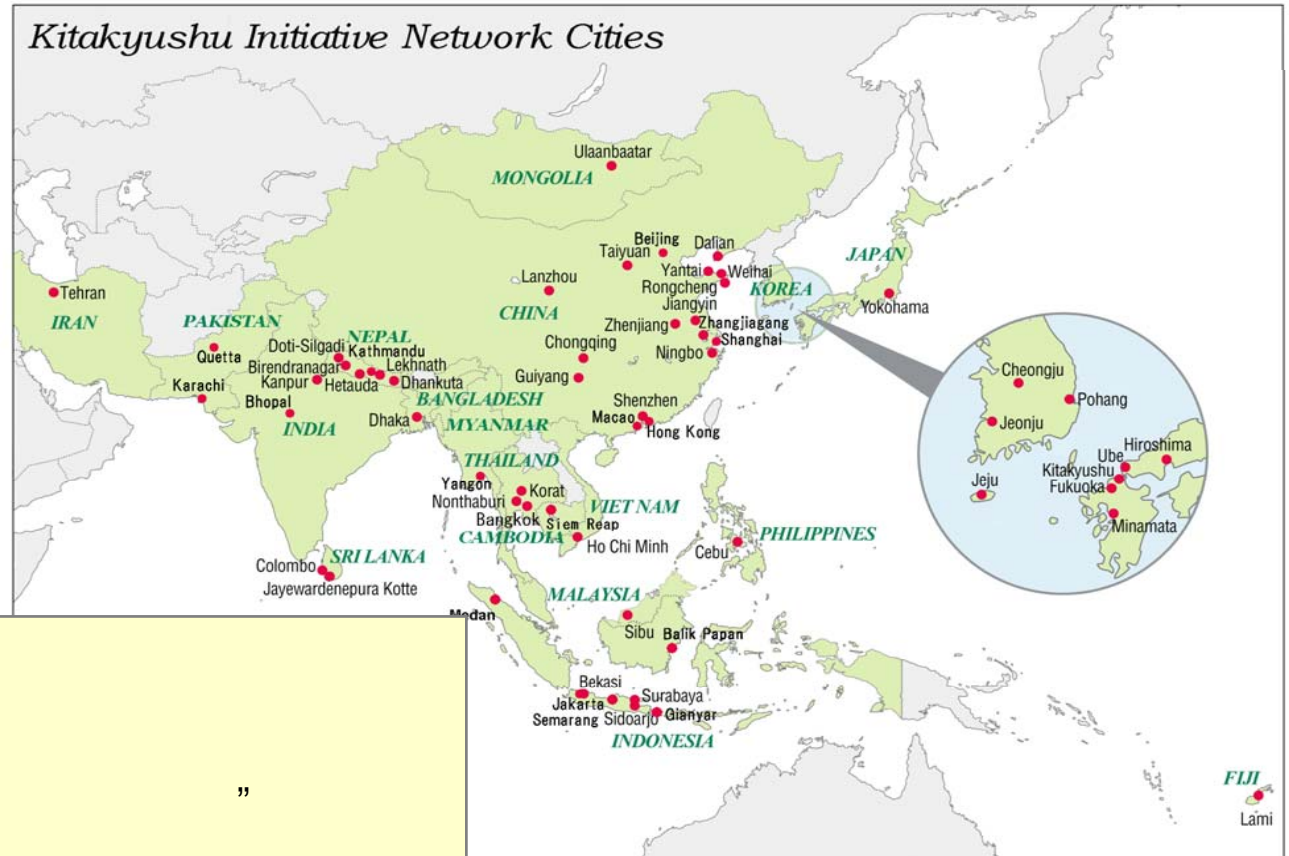 Kitakyushu Initiative Network Cities
Ulaanbaatar
MONGOLIA
Beijing
Dalian
Taiyuan
JAPAN
Lanzhou
Yantai
Weihai
Tehran
Rongcheng
KOREA
Jiangyin
Yokohama
IRAN
PAKISTAN
CHINA
Zhenjiang
Zhangjiagang
NEPAL
Shanghai
Doti-Silgadi
Kathmandu
Chongqing
Ningbo
Quetta
Birendranagar
Lekhnath
Cheongju
Kanpur
Hetauda
Dhankuta
Guiyang
Karachi
Bhopal
BANGLADESH
Shenzhen
Pohang
INDIA
Dhaka
MYANMAR
Macao
Hong Kong
Jeonju
Hiroshima
THAILAND
Ube
Yangon
Korat
Kitakyushu
Jeju
Fukuoka
Nonthaburi
VIET NAM
Bangkok
Siem Reap
Minamata
CAMBODIA
Ho Chi Minh
Cebu
PHILIPPINES
SRI LANKA
Colombo
Jayewardenepura Kotte
MALAYSIA
Medan
Sibu
Balik Papan
Bekasi
Jakarta
Surabaya
Semarang
Sidoarjo
Gianyar
INDONESIA
FIJI
Lami
”